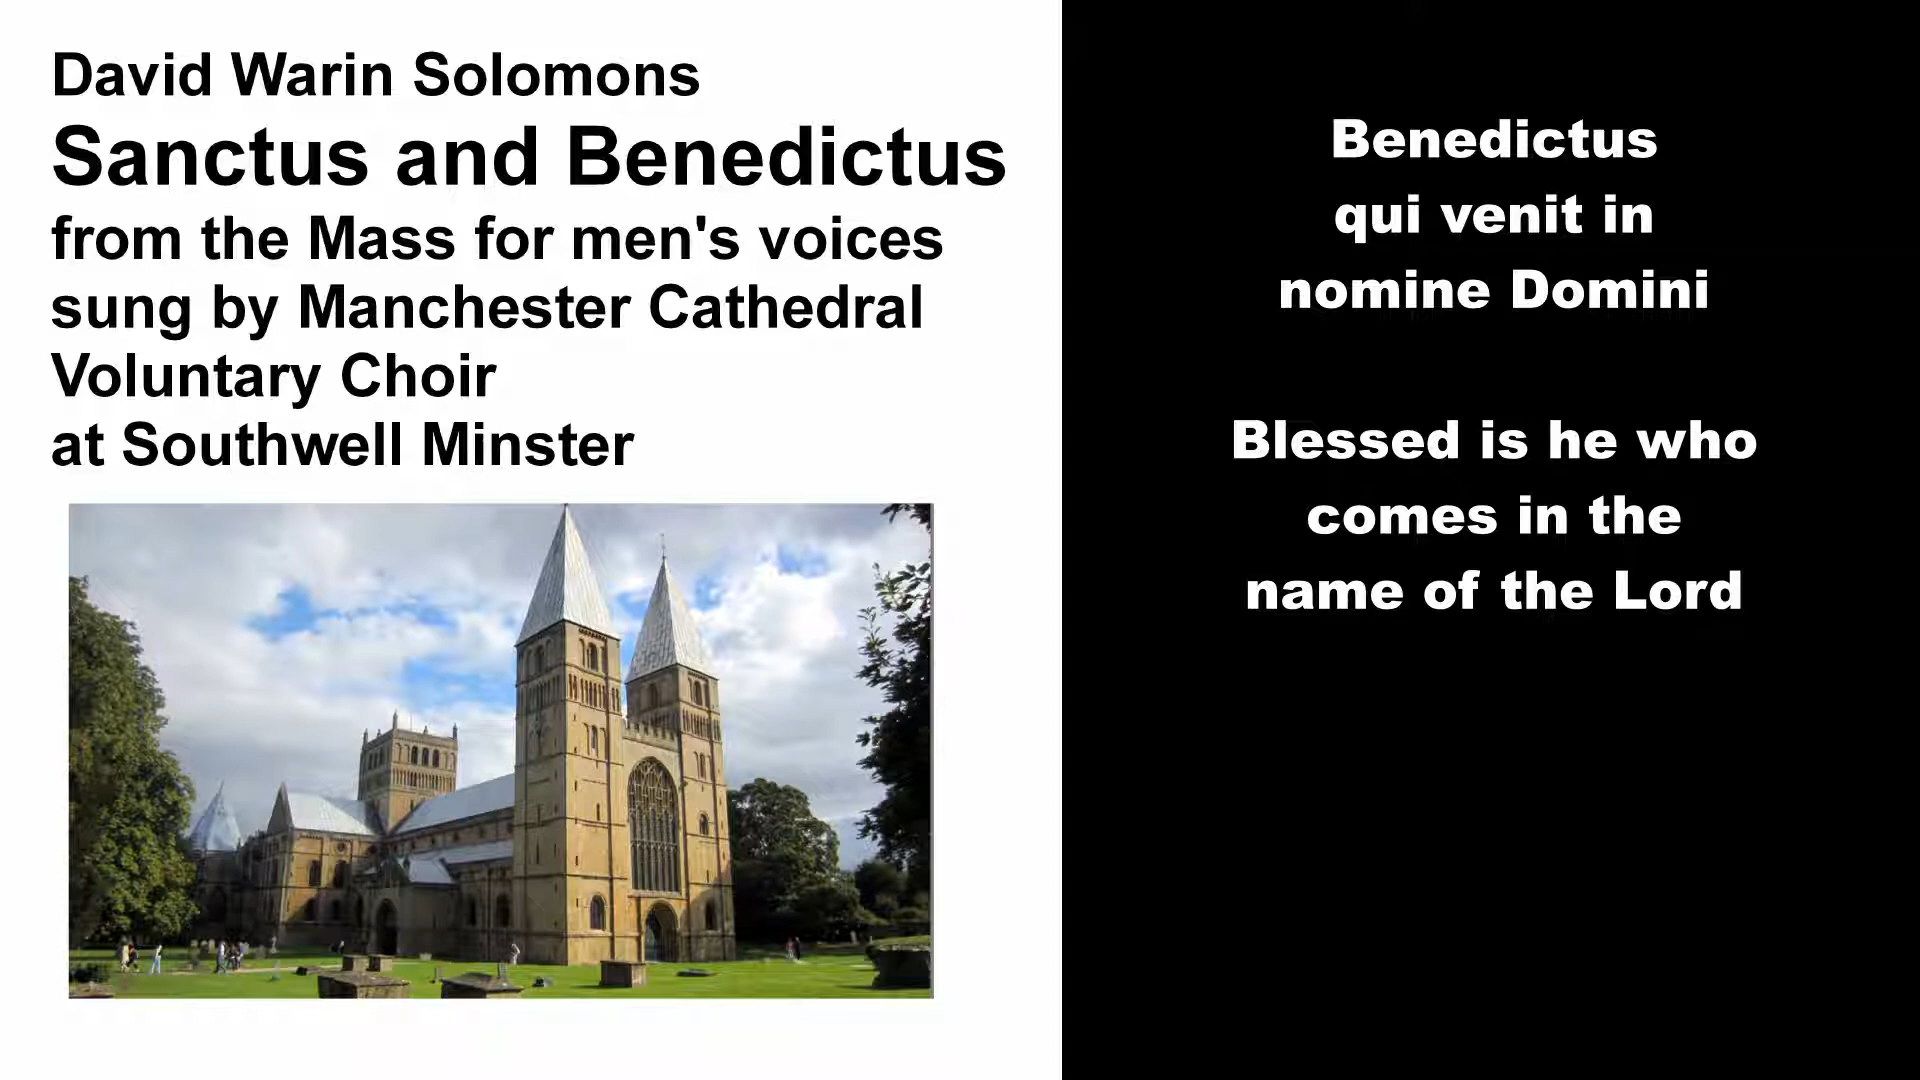 David Warin Solomons
Sanctus and Benedictus
from the Mass for men's voices
sung by Manchester Cathedral
Voluntary Choir
at Southwell Minster
Benedictus
qui venit in
nomine Domini
Blessed is he who
comes in the
name of the Lord